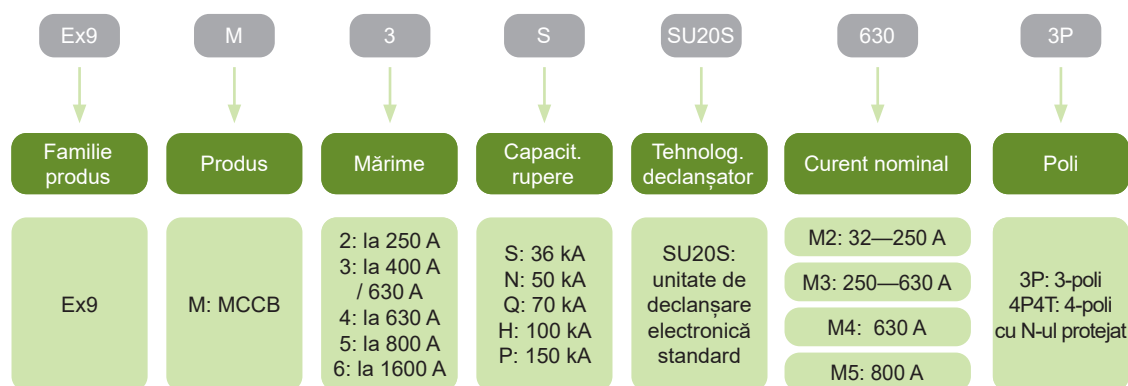 Ex9
M
3
S
SU20S
630
3P
Familie
produs
Produs
Mărime
Capacit.
rupere
Tehnolog.
declanșator
Curent nominal
Poli
Ex9
M: MCCB
2: la 250 A
3: la 400 A
/ 630 A
4: la 630 A
5: la 800 A
6: la 1600 A
S: 36 kA
N: 50 kA
Q: 70 kA
H: 100 kA
P: 150 kA
SU20S:
unitate de
declanșare
electronică
standard
M2: 32—250 A
M3: 250—630 A
M4: 630 A
M5: 800 A
3P: 3-poli
4P4T: 4-poli
cu N-ul protejat